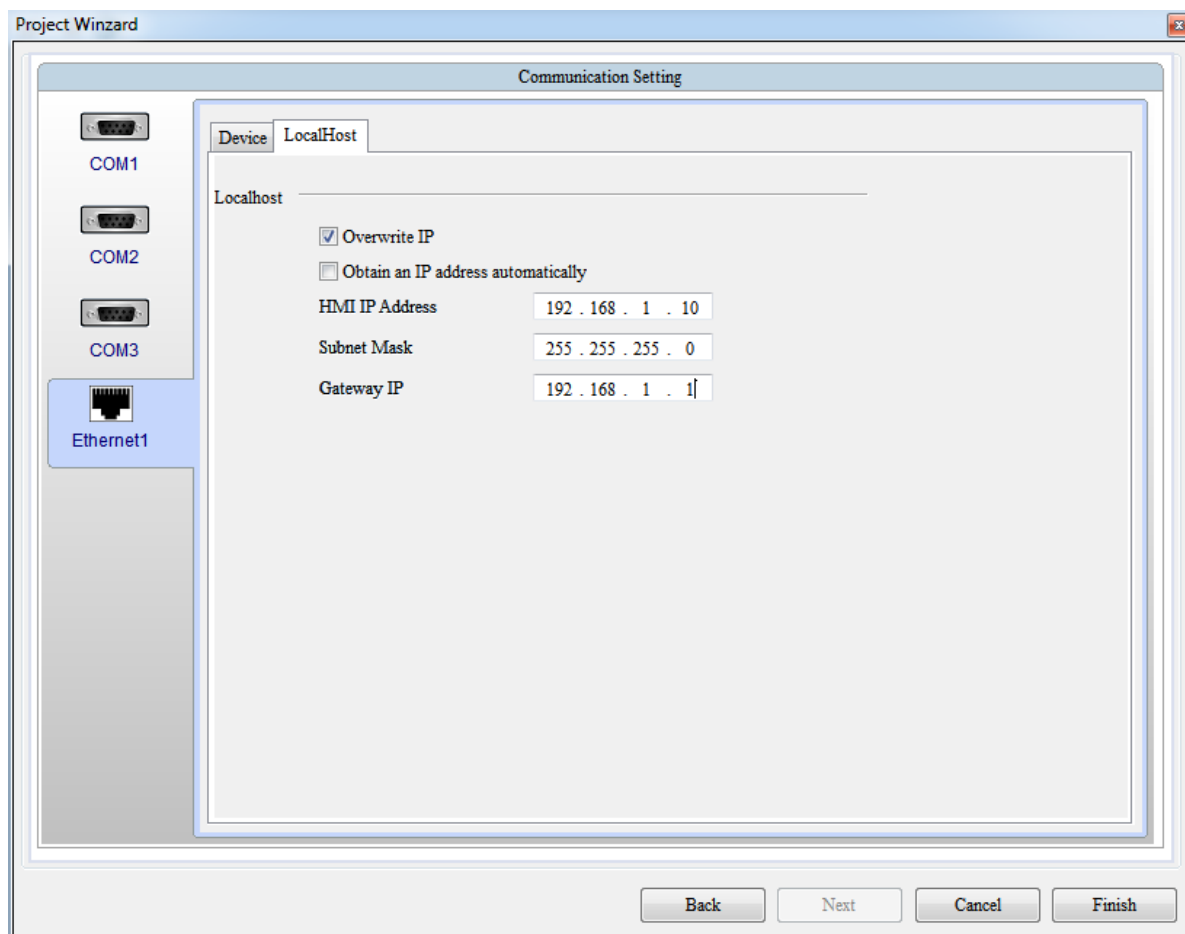 Project Winzard
Communication Setting
COM1
COM2
COM3
Ethernet1
Device LocalHost
Localhost
Overwrite IP
Obtain an IP address automatically
HMI IP Address 192 . 168 . 1 . 10
Subnet Mask 255 . 255 . 255 . 0
Gateway IP 192 . 168 . 1 . 1
Back Next Cancel Finish